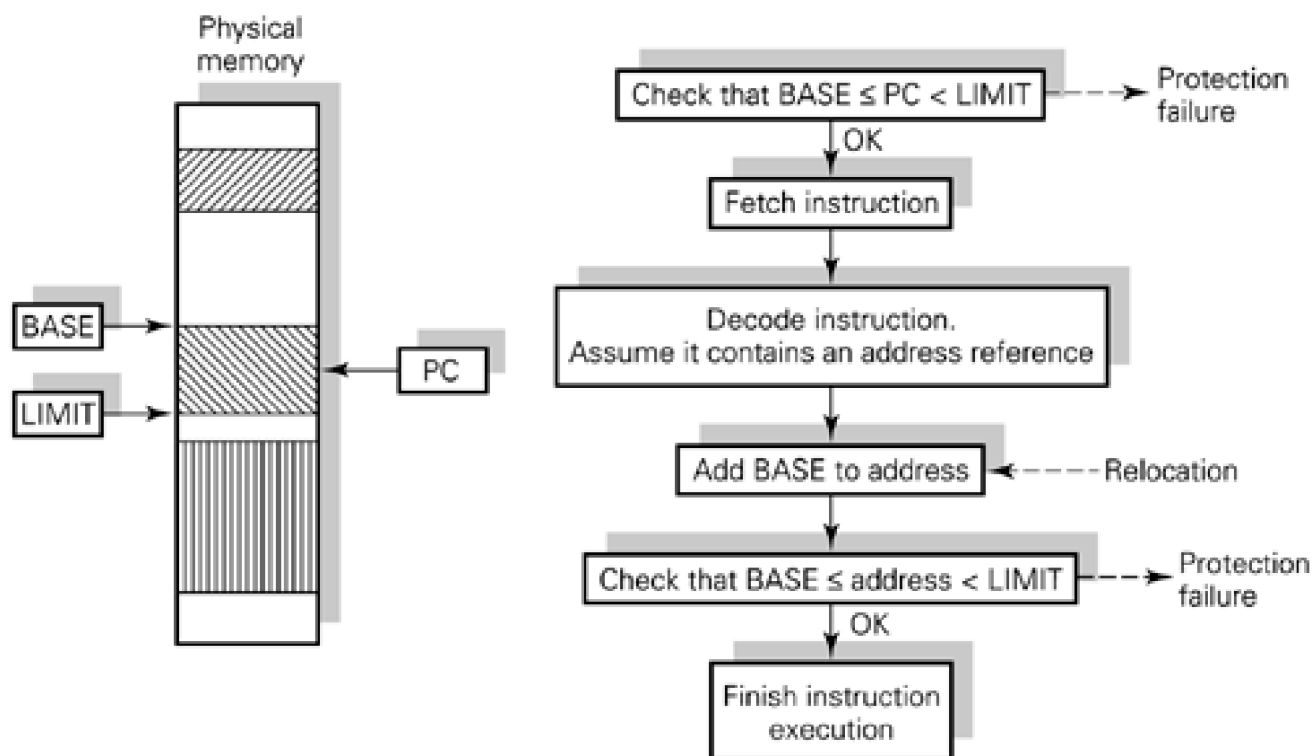 Physical
memory
BASE
LIMIT
PC
Check that BASE ≤ PC < LIMIT
Protection
failure
OK
Fetch instruction
Decode instruction.
Assume it contains an address reference
Add BASE to address
Relocation
Check that BASE ≤ address < LIMIT
Protection
failure
OK
Finish instruction
execution